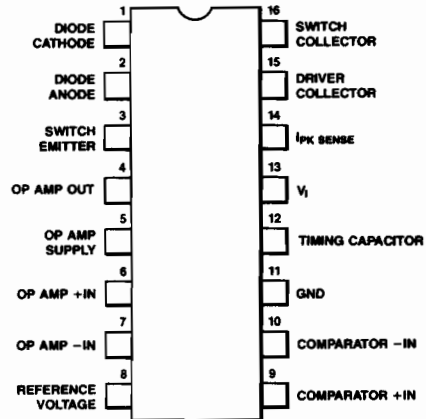 1
DIODE
CATHODE
2
DIODE
ANODE
3
SWITCH
EMITTER
4
OP AMP OUT
5
OP AMP
SUPPLY
6
OP AMP +IN
7
OP AMP −IN
8
REFERENCE
VOLTAGE
16
SWITCH
COLLECTOR
15
DRIVER
COLLECTOR
14
IPK SENSE
13
VI
12
TIMING CAPACITOR
11
GND
10
COMPARATOR −IN
9
COMPARATOR +IN